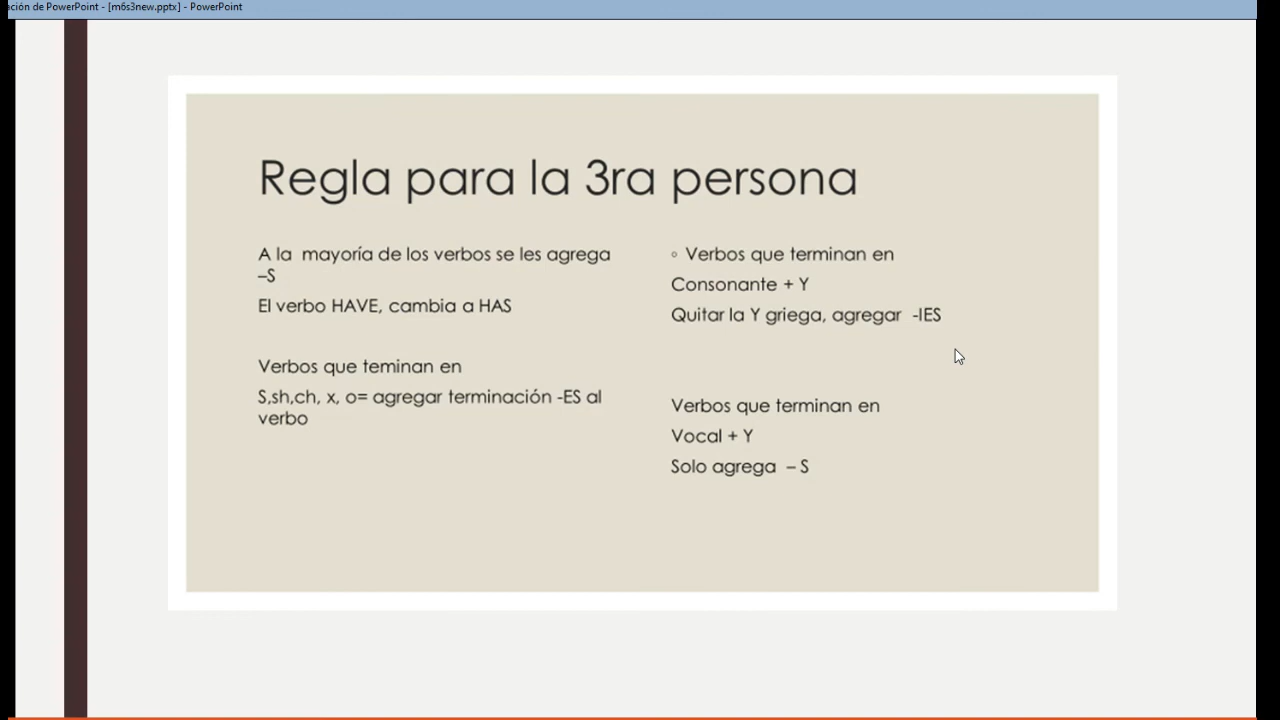 ción de PowerPoint - [m6s3new.pptx] - PowerPoint
Regla para la 3ra persona
A la mayoría de los verbos se les agrega
–S
El verbo HAVE, cambia a HAS
Verbos que teminan en
S,sh,ch, x, o= agregar terminación -ES al
verbo
◦ Verbos que terminan en
Consonante + Y
Quitar la Y griega, agregar -IES
Verbos que terminan en
Vocal + Y
Solo agrega – S